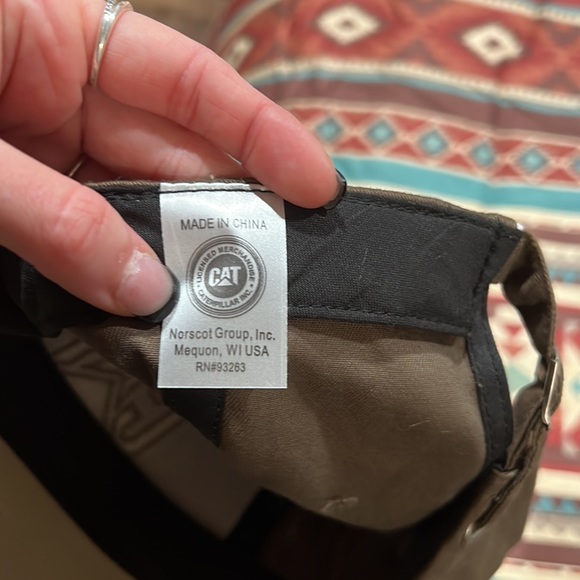 MADE IN CHINA
LICENSED MERCHANDISE
CAT
CATERPILLAR INC.
Norscot Group, Inc.
Mequon, WI USA
RN#93263